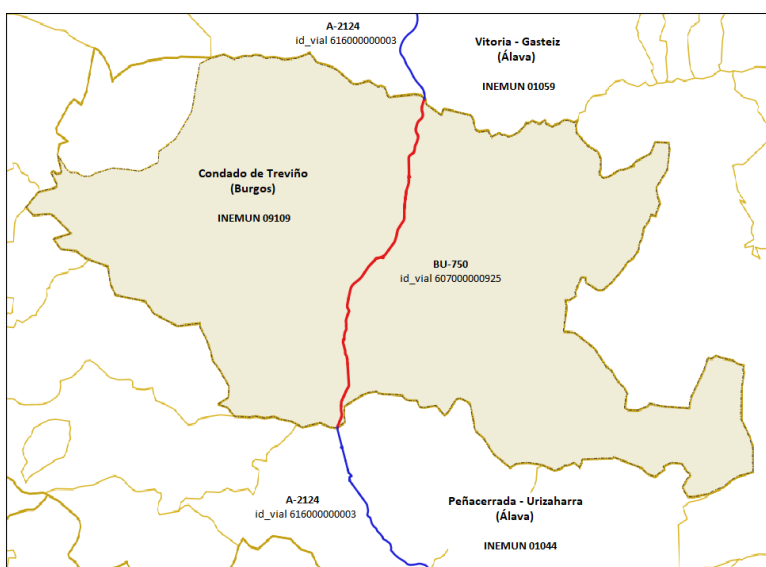 A-2124
id_vial 616000000003
Vitoria - Gasteiz
(Álava)
INEMUN 01059
Condado de Treviño
(Burgos)
INEMUN 09109
BU-750
id_vial 607000000925
A-2124
id_vial 616000000003
Peñacerrada - Urizaharra
(Álava)
INEMUN 01044